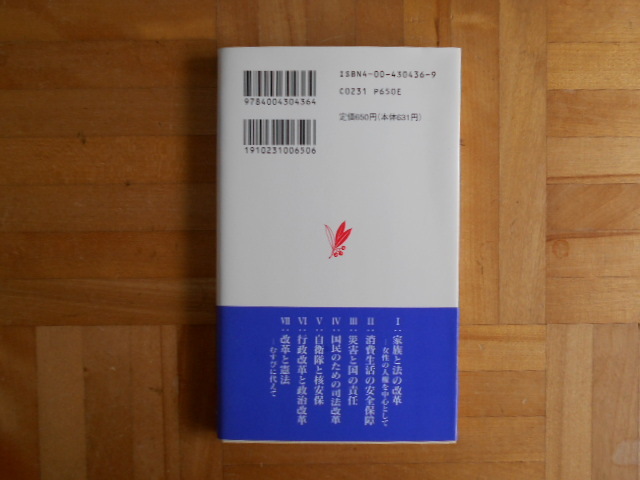 ISBN4-00-430436-9
C0231 P650E
定価650円(本体631円)
9784004304364
1910231006506
I：家族と法の改革
―女性の人権を中心として
II：消費生活の安全保障
III：災害と国の責任
IV：国民のための司法改革
V：自衛隊と核安保
VI：行政改革と政治改革
VII：改革と憲法
―むすびに代えて